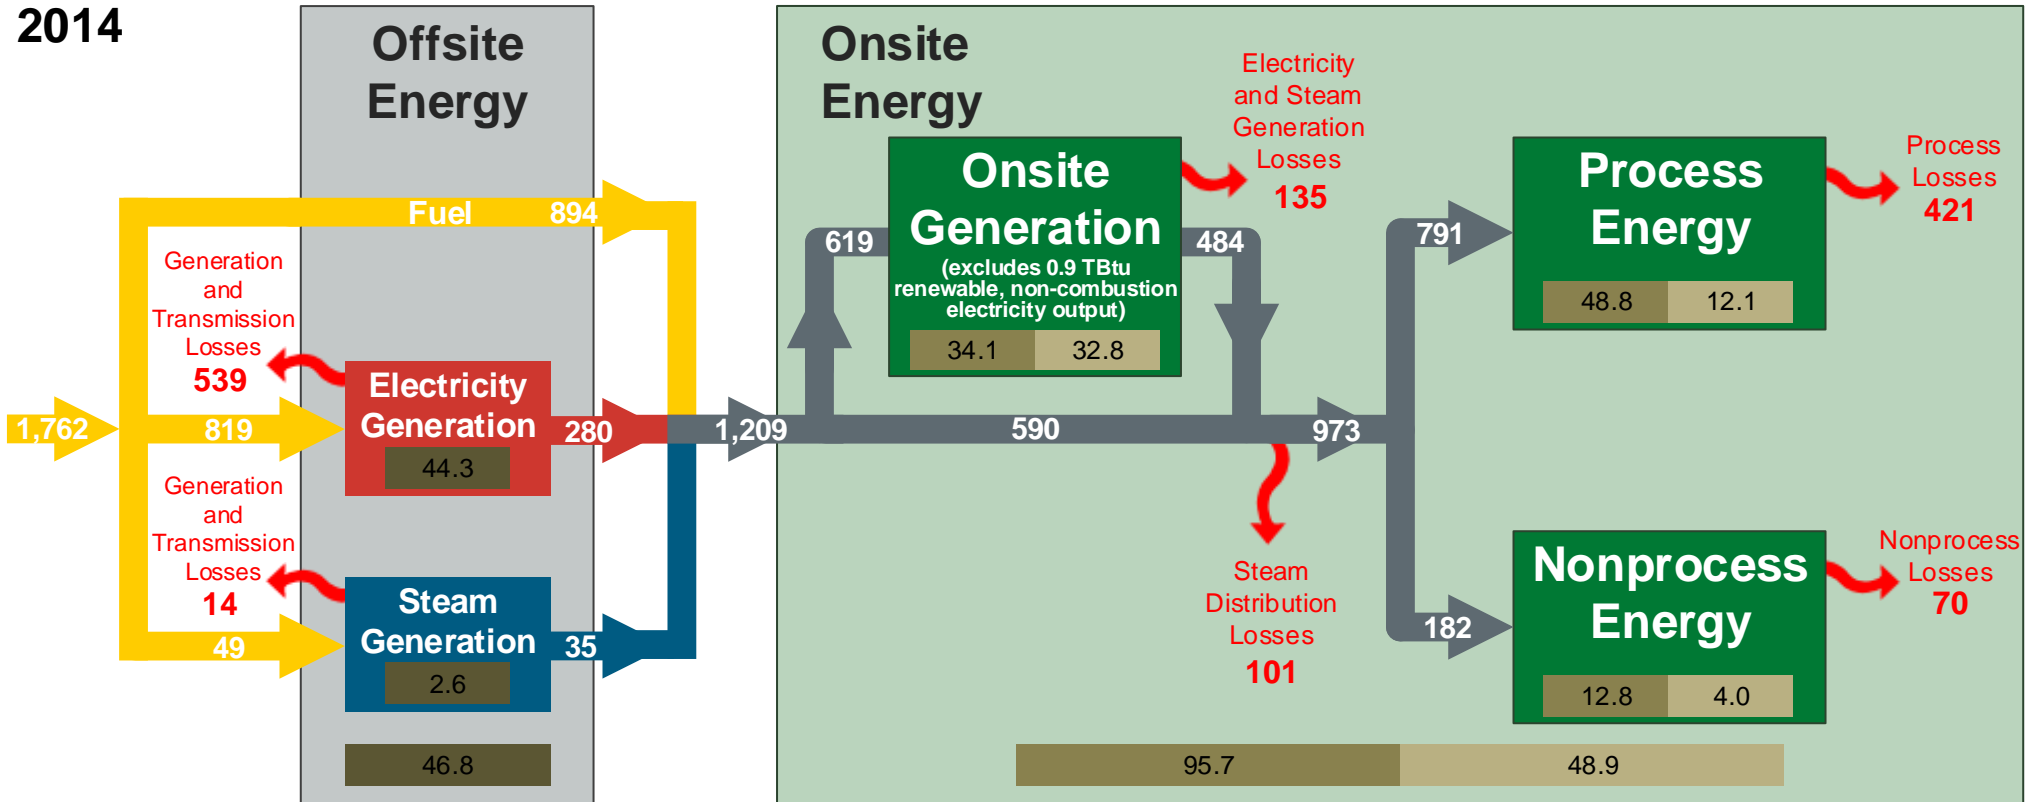 2014
Offsite
Energy
Onsite
Energy
Fuel 894
Generation
and
Transmission
Losses
539
1,762
819
Electricity
Generation
44.3
280
Generation
and
Transmission
Losses
14
49
Steam
Generation
2.6
35
46.8
1,209
619
Onsite
Generation
(excludes 0.9 TBtu
renewable, non-combustion
electricity output)
34.1 32.8
484
Electricity
and Steam
Generation
Losses
135
590
973
Steam
Distribution
Losses
101
791
Process
Energy
48.8 12.1
Process
Losses
421
182
Nonprocess
Energy
12.8 4.0
Nonprocess
Losses
70
95.7 48.9